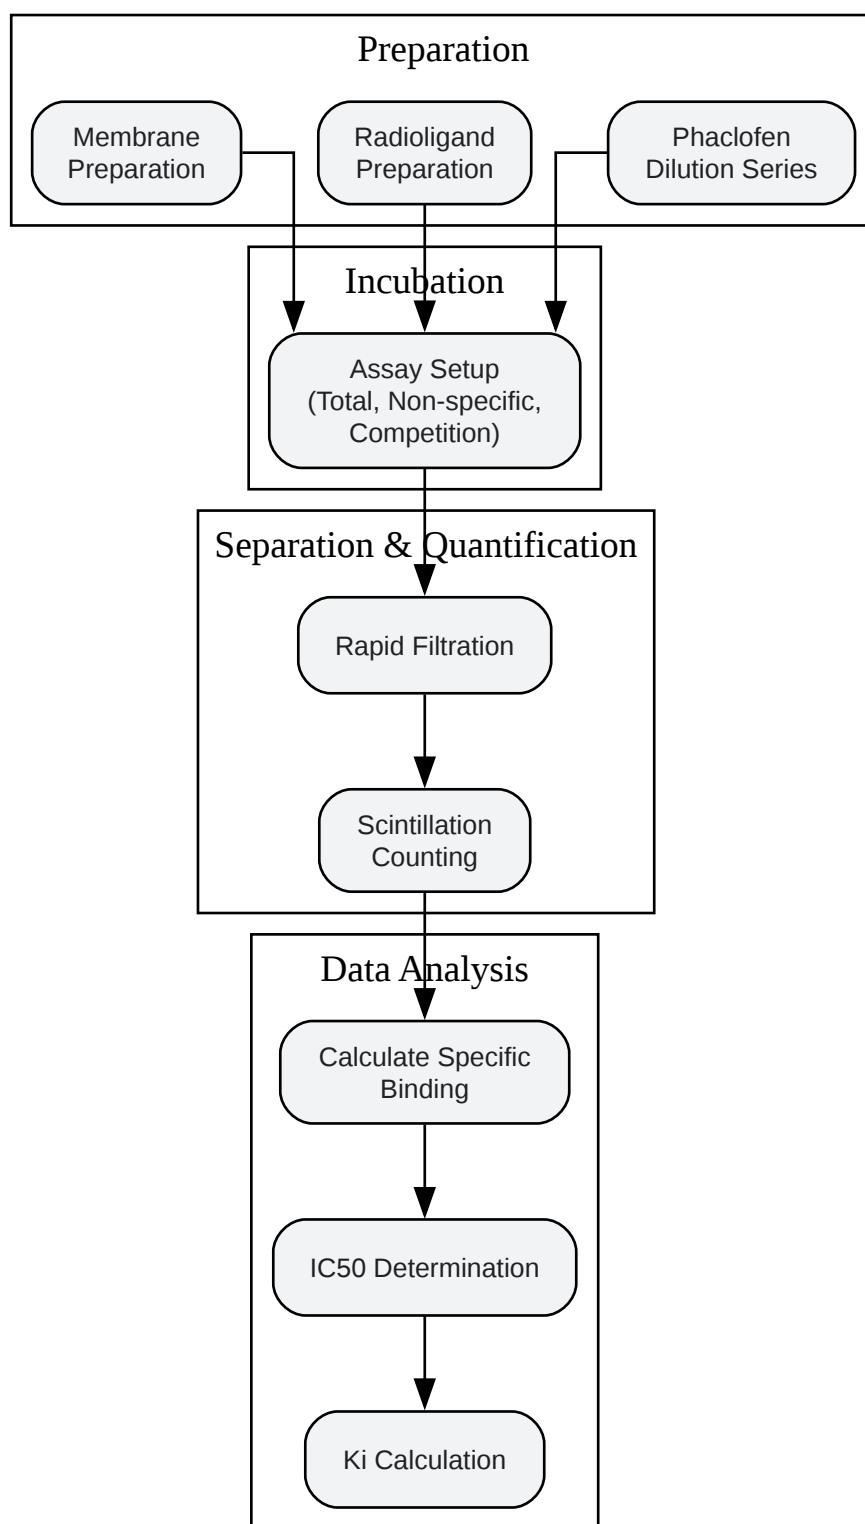 Preparation
Membrane
Preparation
Radioligand
Preparation
Phaclofen
Dilution Series
Incubation
Assay Setup
(Total, Non-specific,
Competition)
Separation & Quantification
Rapid Filtration
Scintillation
Counting
Data Analysis
Calculate Specific
Binding
IC50 Determination
Ki Calculation